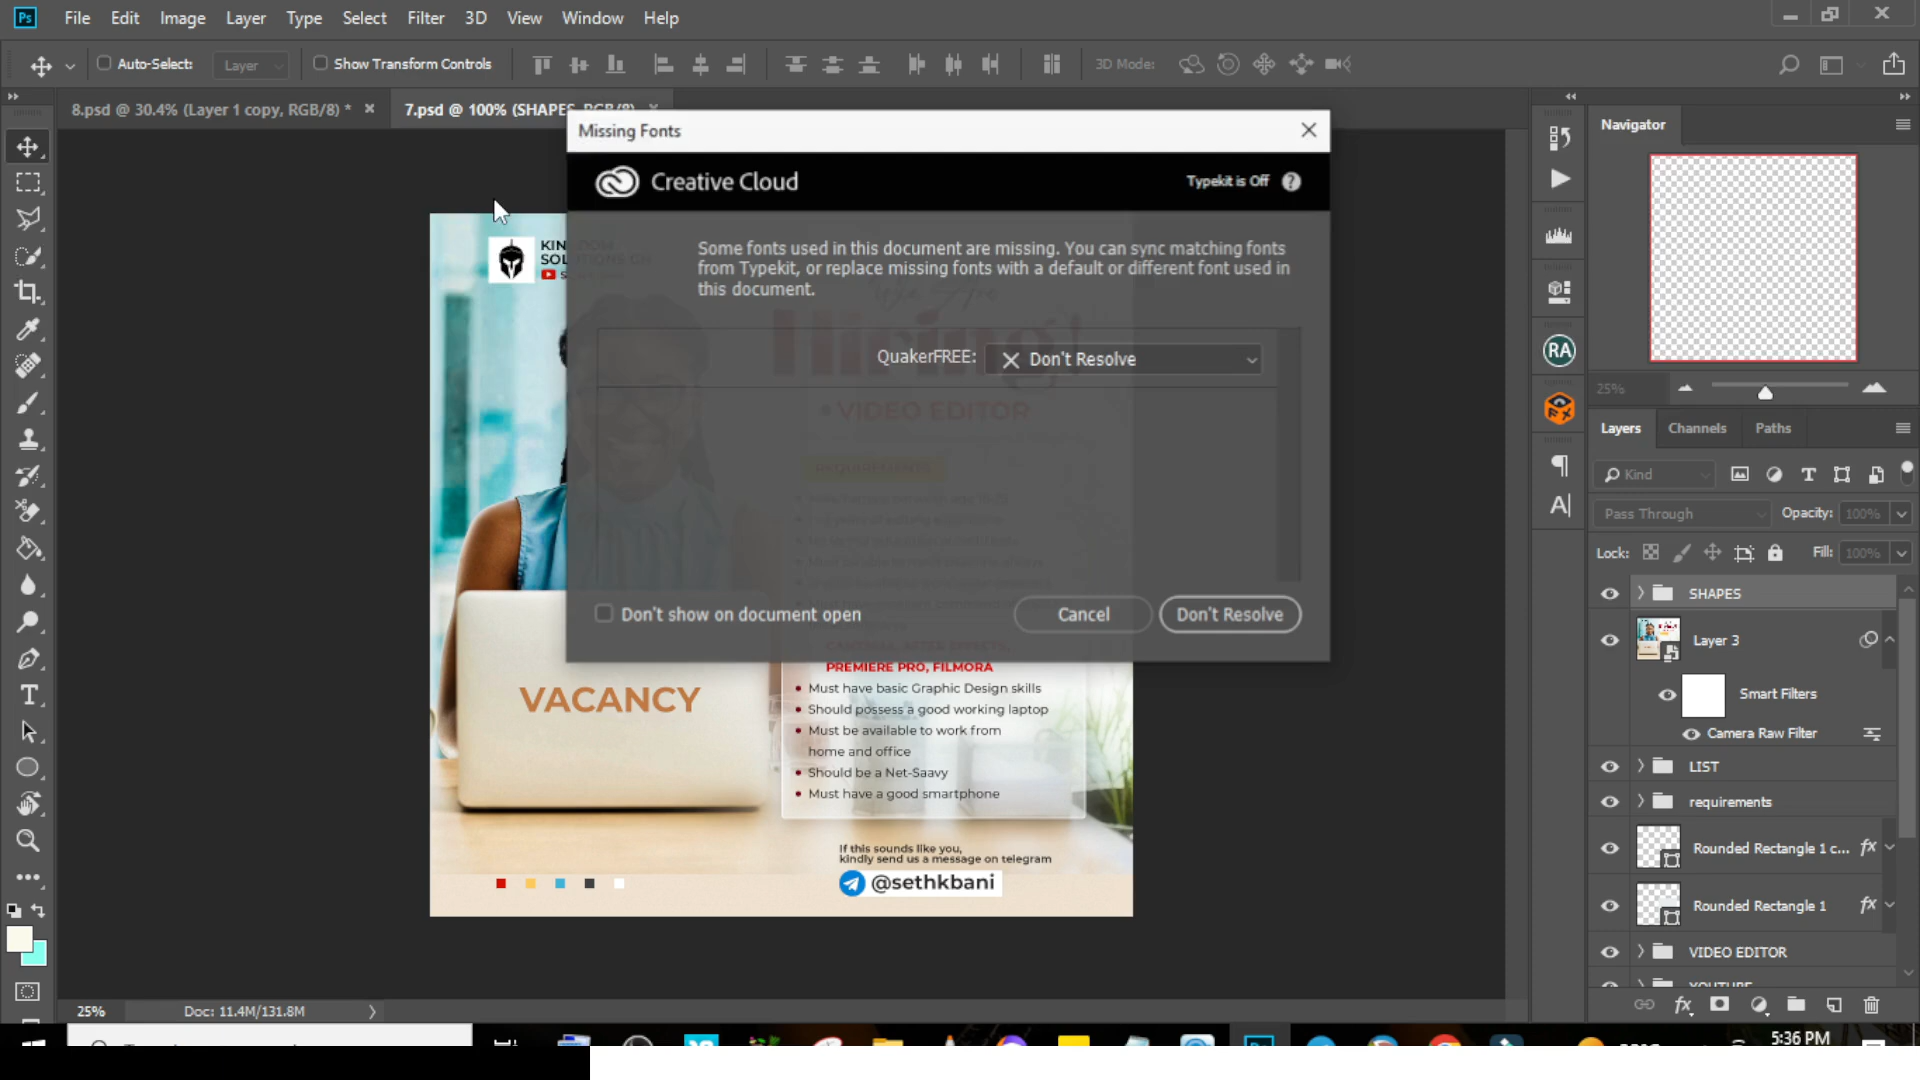 Ps File Edit Image Layer Type Select Filter 3D View Window Help
Auto-Select: Layer Show Transform Controls 3D Mode:
8.psd @ 30.4% (Layer 1 copy, RGB/8) *
7.psd @ 100% (SHAPES, RGB/8)
Missing Fonts
Creative Cloud
Typekit is Off ?
Some fonts used in this document are missing. You can sync matching fonts
from Typekit, or replace missing fonts with a default or different font used in
this document.
QuakerFREE: Don't Resolve
Don't show on document open
Cancel
Don't Resolve
KINGDOM
Hiring!
VIDEO EDITOR
REQUIREMENTS
PREMIERE PRO, FILMORA
Must have basic Graphic Design skills
Should possess a good working laptop
Must be available to work from
home and office
Should be a Net-Saavy
Must have a good smartphone
VACANCY
If this sounds like you,
kindly send us a message on telegram
@sethkbani
25% Doc: 11.4M/131.8M
Navigator
25%
RA
Layers Channels Paths
Kind
Pass Through Opacity: 100%
Lock: Fill: 100%
SHAPES
Layer 3
Smart Filters
Camera Raw Filter
LIST
requirements
Rounded Rectangle 1 c... fx
Rounded Rectangle 1 fx
VIDEO EDITOR
YOUTUBE
5:36 PM